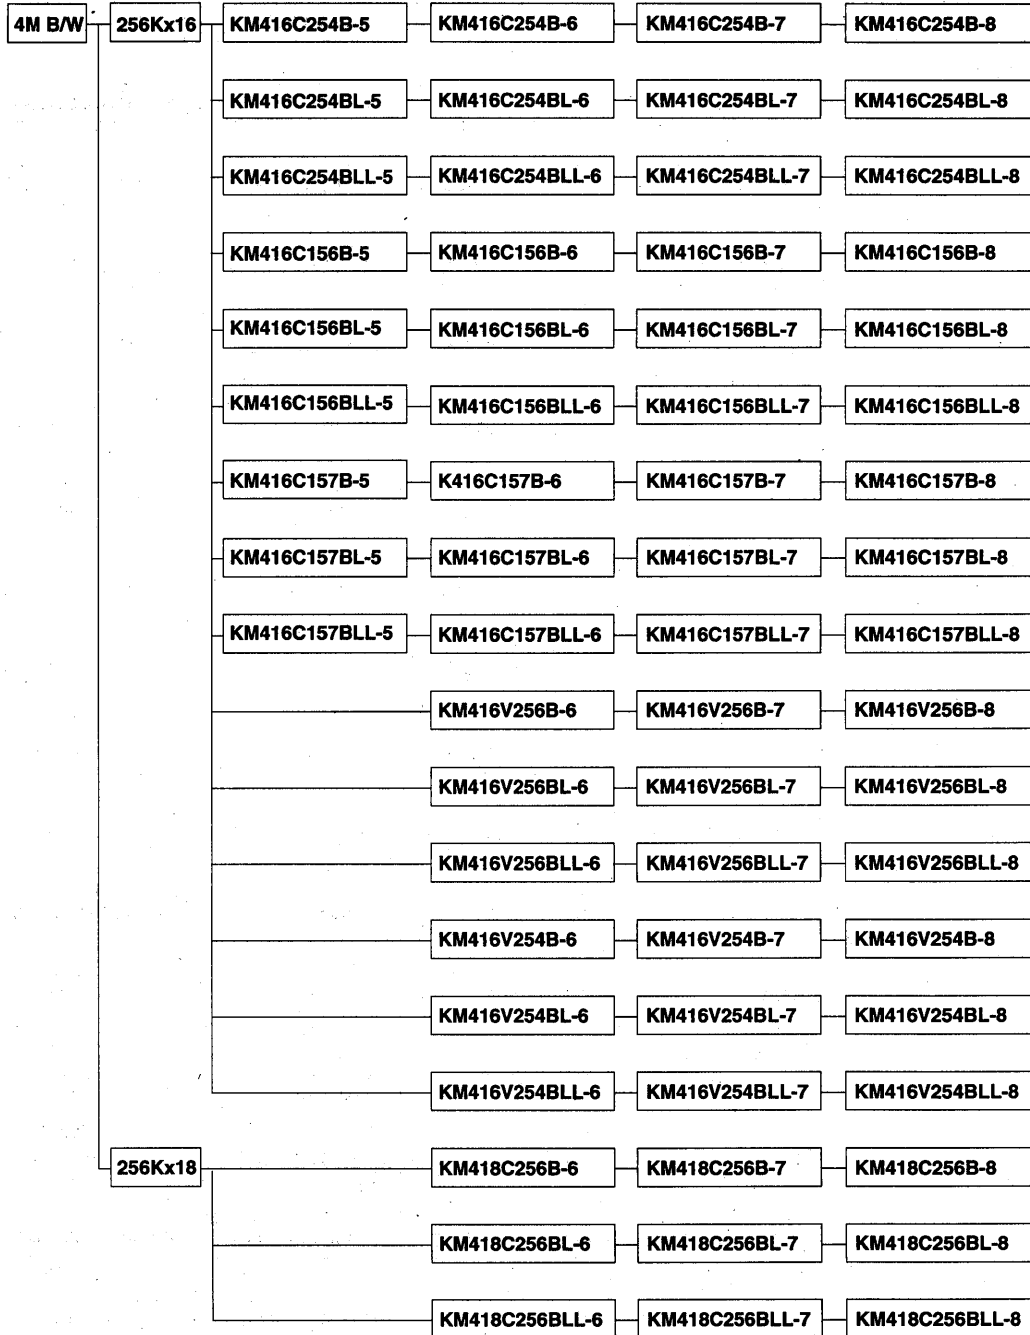 4M B/W 256Kx16 KM416C254B-5 KM416C254B-6 KM416C254B-7 KM416C254B-8
KM416C254BL-5 KM416C254BL-6 KM416C254BL-7 KM416C254BL-8
KM416C254BLL-5 KM416C254BLL-6 KM416C254BLL-7 KM416C254BLL-8
KM416C156B-5 KM416C156B-6 KM416C156B-7 KM416C156B-8
KM416C156BL-5 KM416C156BL-6 KM416C156BL-7 KM416C156BL-8
KM416C156BLL-5 KM416C156BLL-6 KM416C156BLL-7 KM416C156BLL-8
KM416C157B-5 K416C157B-6 KM416C157B-7 KM416C157B-8
KM416C157BL-5 KM416C157BL-6 KM416C157BL-7 KM416C157BL-8
KM416C157BLL-5 KM416C157BLL-6 KM416C157BLL-7 KM416C157BLL-8
KM416V256B-6 KM416V256B-7 KM416V256B-8
KM416V256BL-6 KM416V256BL-7 KM416V256BL-8
KM416V256BLL-6 KM416V256BLL-7 KM416V256BLL-8
KM416V254B-6 KM416V254B-7 KM416V254B-8
KM416V254BL-6 KM416V254BL-7 KM416V254BL-8
KM416V254BLL-6 KM416V254BLL-7 KM416V254BLL-8
256Kx18 KM418C256B-6 KM418C256B-7 KM418C256B-8
KM418C256BL-6 KM418C256BL-7 KM418C256BL-8
KM418C256BLL-6 KM418C256BLL-7 KM418C256BLL-8